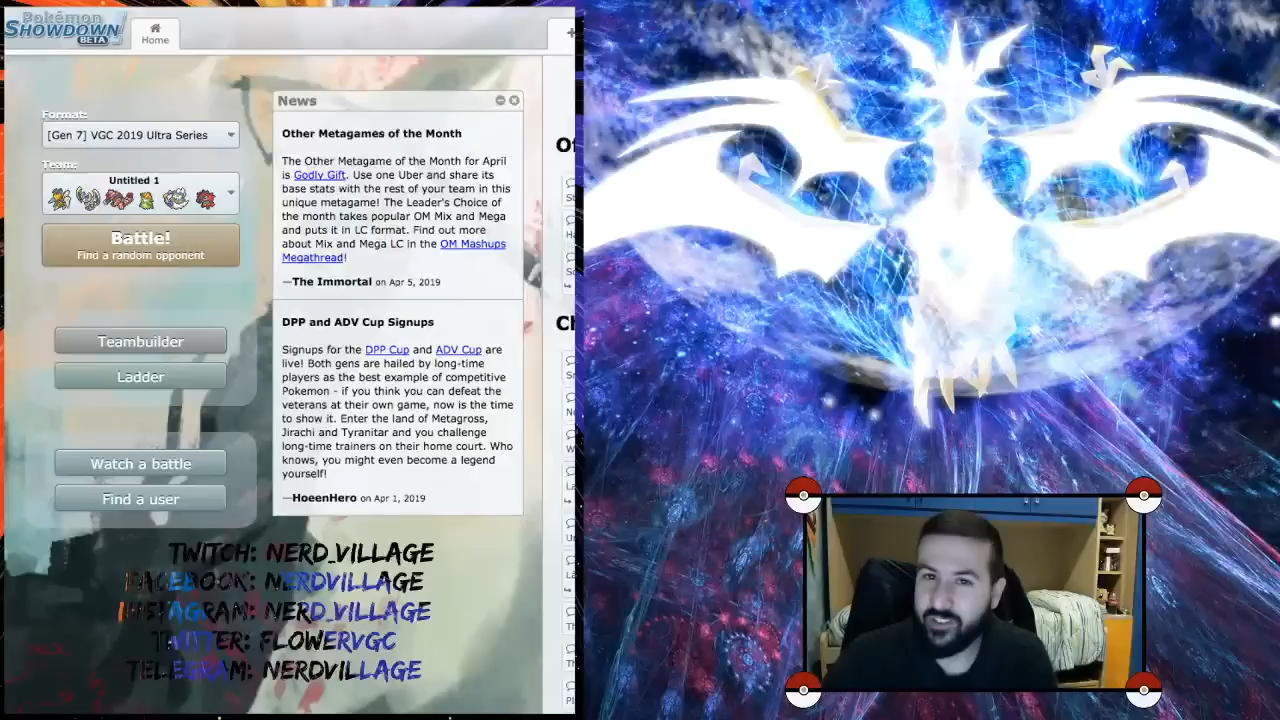 Pokémon
SHOWDOWN
BETA
Home
Format:
[Gen 7] VGC 2019 Ultra Series
Team:
Untitled 1
Battle!
Find a random opponent
Teambuilder
Ladder
Watch a battle
Find a user
News
Other Metagames of the Month
The Other Metagame of the Month for April
is Godly Gift. Use one Uber and share its
base stats with the rest of your team in this
unique metagame! The Leader's Choice of
the month takes popular OM Mix and Mega
and puts it in LC format. Find out more
about Mix and Mega LC in the OM Mashups
Megathread!
—The Immortal on Apr 5, 2019
DPP and ADV Cup Signups
Signups for the DPP Cup and ADV Cup are
live! Both gens are hailed by long-time
players as the best example of competitive
Pokemon - if you think you can defeat the
veterans at their own game, now is the time
to show it. Enter the land of Metagross,
Jirachi and Tyranitar and you challenge
long-time trainers on their home court. Who
knows, you might even become a legend
yourself!
—HoeenHero on Apr 1, 2019
TWITCH: NERD_VILLAGE
FACEBOOK: NERDVILLAGE
INSTAGRAM: NERD_VILLAGE
TWITTER: FLOWERVGC
TELEGRAM: NERDVILLAGE